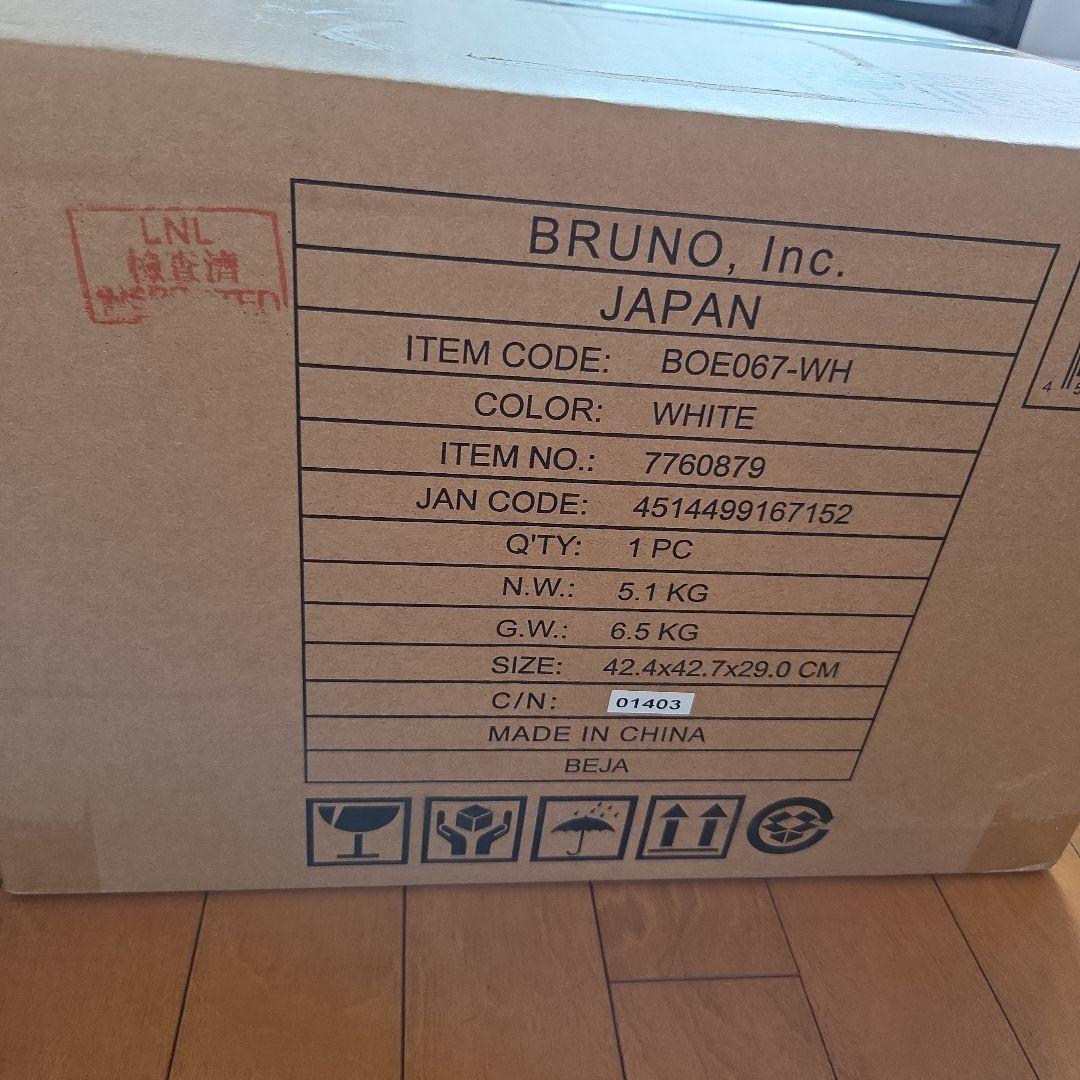 LNL
検査済
BRUNO, Inc.
JAPAN
ITEM CODE: BOE067-WH
COLOR: WHITE
ITEM NO.: 7760879
JAN CODE: 4514499167152
Q'TY: 1 PC
N.W.: 5.1 KG
G.W.: 6.5 KG
SIZE: 42.4x42.7x29.0 CM
C/N: 01403
MADE IN CHINA
BEJA
4